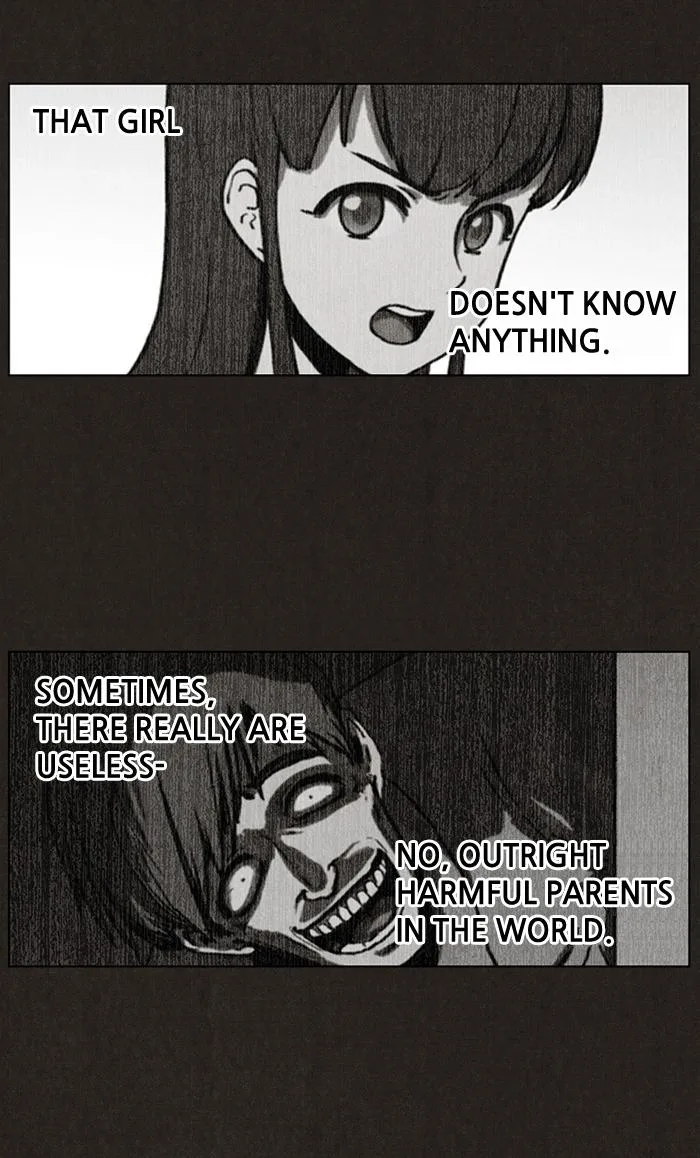 THAT GIRL
DOESN'T KNOW
ANYTHING.
SOMETIMES,
THERE REALLY ARE
USELESS-
NO, OUTRIGHT
HARMFUL PARENTS
IN THE WORLD.